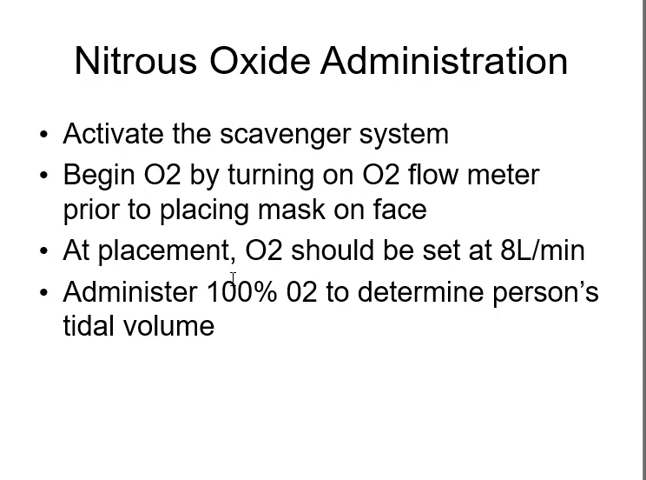 Nitrous Oxide Administration
• Activate the scavenger system
• Begin O2 by turning on O2 flow meter
prior to placing mask on face
• At placement, O2 should be set at 8L/min
• Administer 100% 02 to determine person’s
tidal volume